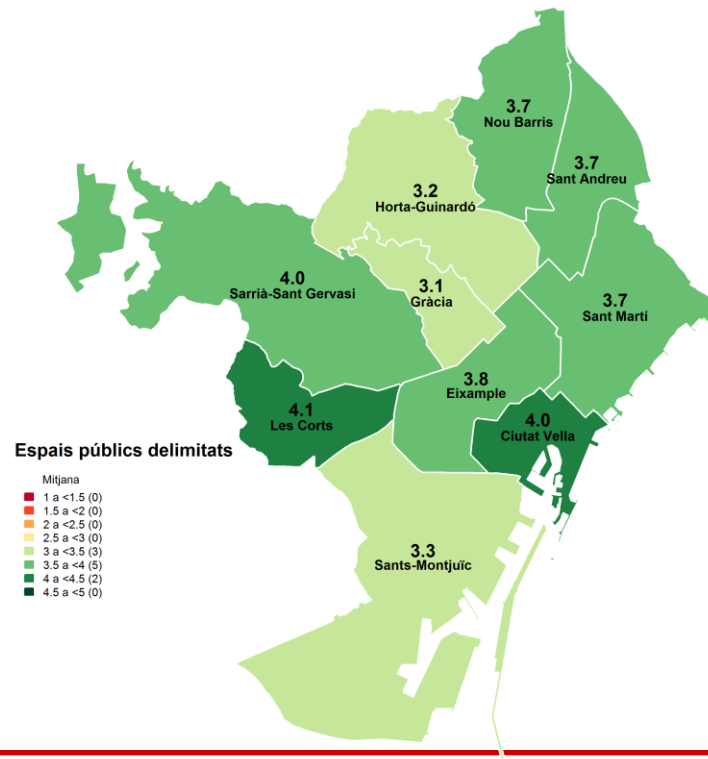 3.7
Nou Barris
3.7
Sant Andreu
3.2
Horta-Guinardó
4.0
Sarrià-Sant Gervasi
3.1
Gràcia
3.7
Sant Martí
3.8
Eixample
4.1
Les Corts
4.0
Ciutat Vella
3.3
Sants-Montjuïc
Espais públics delimitats
Mitjana
1 a <1.5 (0)
1.5 a <2 (0)
2 a <2.5 (0)
2.5 a <3 (0)
3 a <3.5 (3)
3.5 a <4 (5)
4 a <4.5 (2)
4.5 a <5 (0)